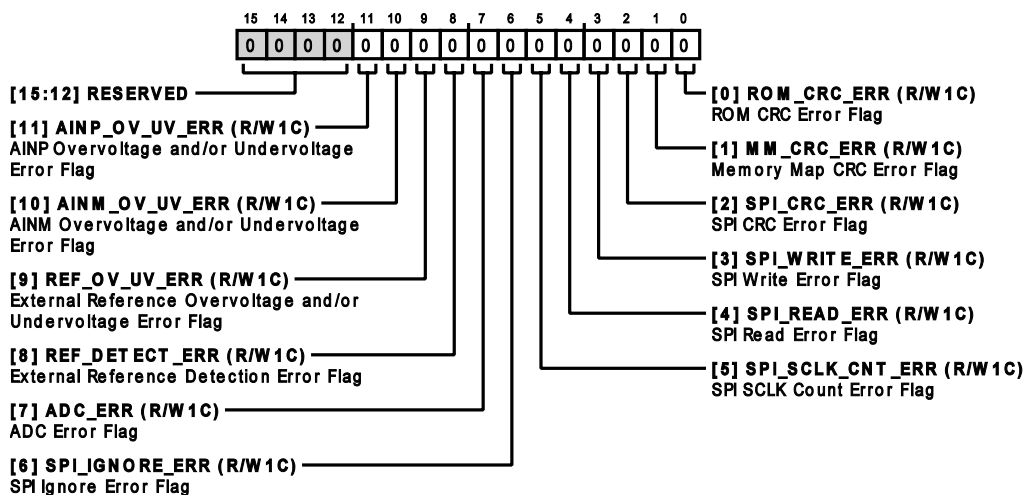 15 14 13 12 11 10 9 8 7 6 5 4 3 2 1 0
0 0 0 0 0 0 0 0 0 0 0 0 0 0 0 0
[15:12] RESERVED
[11] AINP_OV_UV_ERR (R/W1C)
AINP Overvoltage and/or Undervoltage
Error Flag
[10] AINM_OV_UV_ERR (R/W1C)
AINM Overvoltage and/or Undervoltage
Error Flag
[9] REF_OV_UV_ERR (R/W1C)
External Reference Overvoltage and/or
Undervoltage Error Flag
[8] REF_DETECT_ERR (R/W1C)
External Reference Detection Error Flag
[7] ADC_ERR (R/W1C)
ADC Error Flag
[6] SPI_IGNORE_ERR (R/W1C)
SPI Ignore Error Flag
[0] ROM_CRC_ERR (R/W1C)
ROM CRC Error Flag
[1] MM_CRC_ERR (R/W1C)
Memory Map CRC Error Flag
[2] SPI_CRC_ERR (R/W1C)
SPI CRC Error Flag
[3] SPI_WRITE_ERR (R/W1C)
SPI Write Error Flag
[4] SPI_READ_ERR (R/W1C)
SPI Read Error Flag
[5] SPI_SCLK_CNT_ERR (R/W1C)
SPI SCLK Count Error Flag